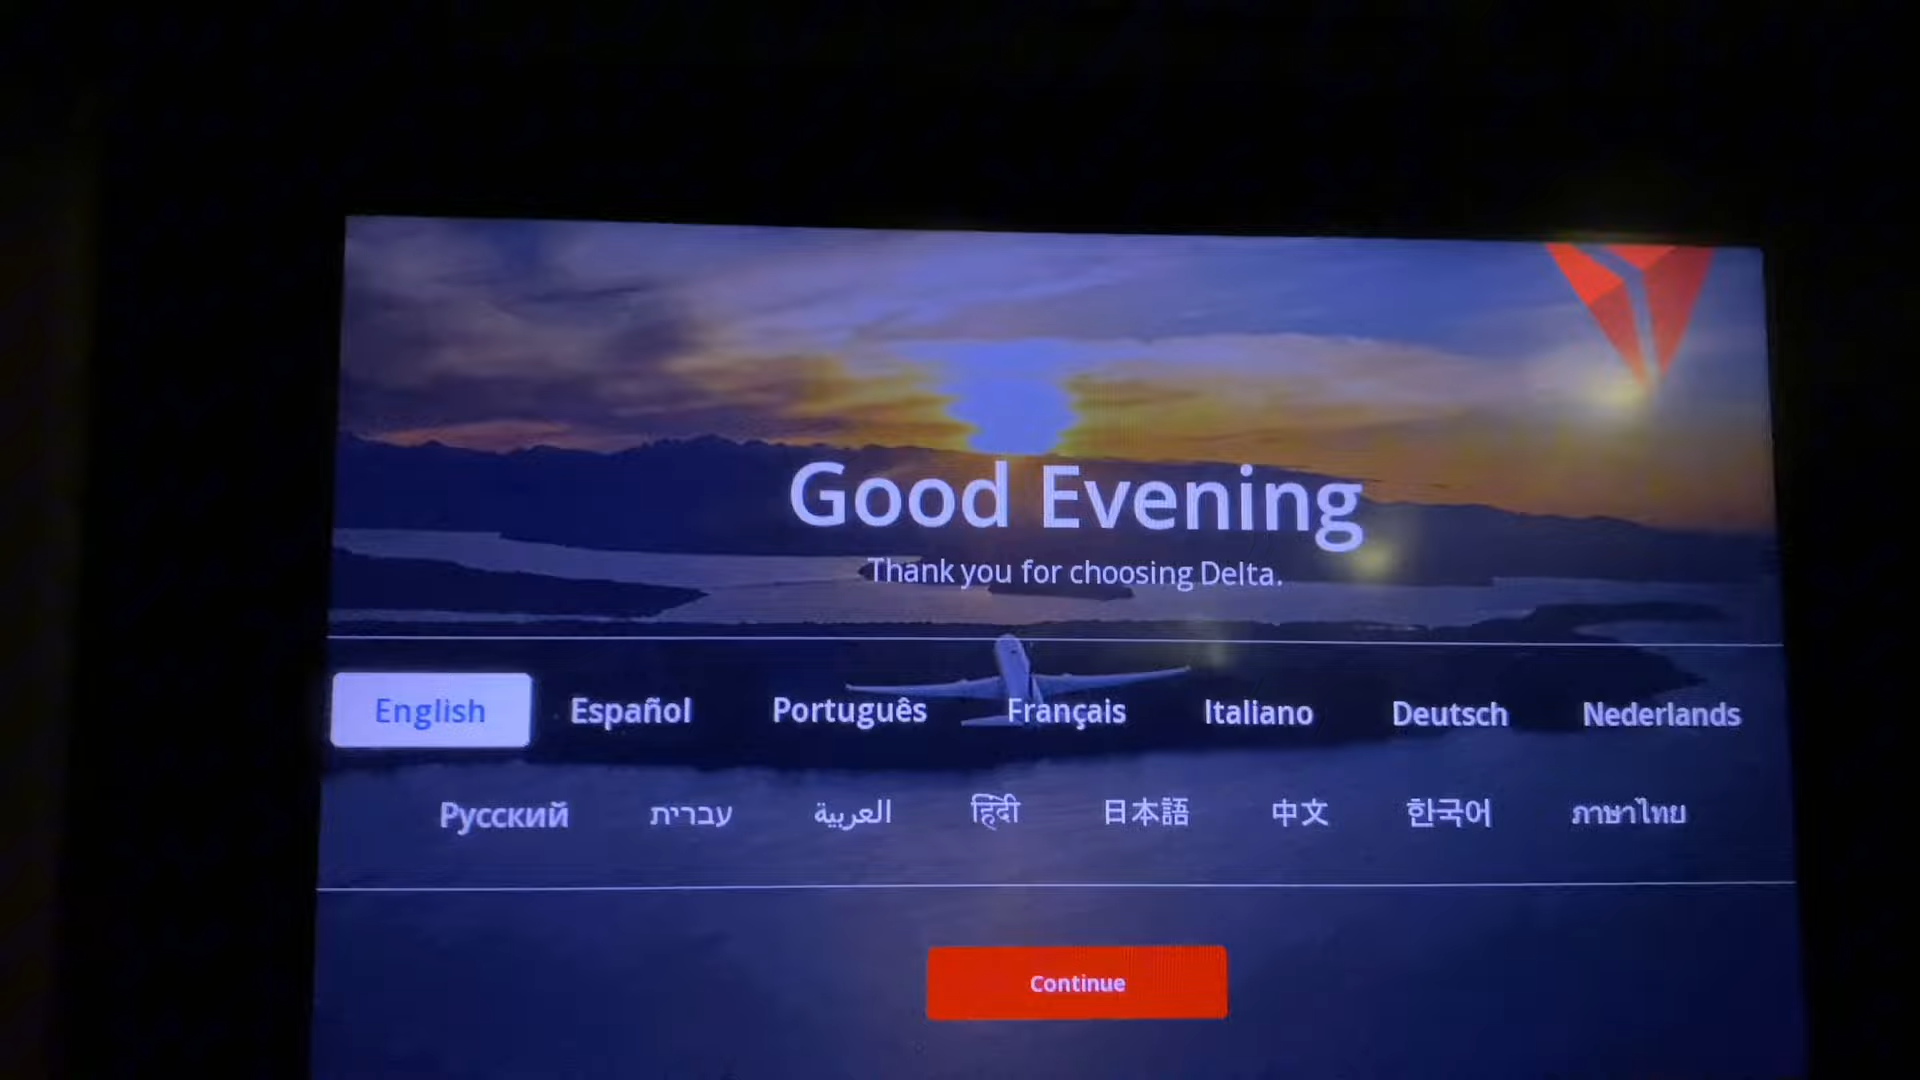 Good Evening
Thank you for choosing Delta.
English Español Português Français Italiano Deutsch Nederlands
Русский עברית العربية हिंदी 日本語 中文 한국어 ภาษาไทย
Continue